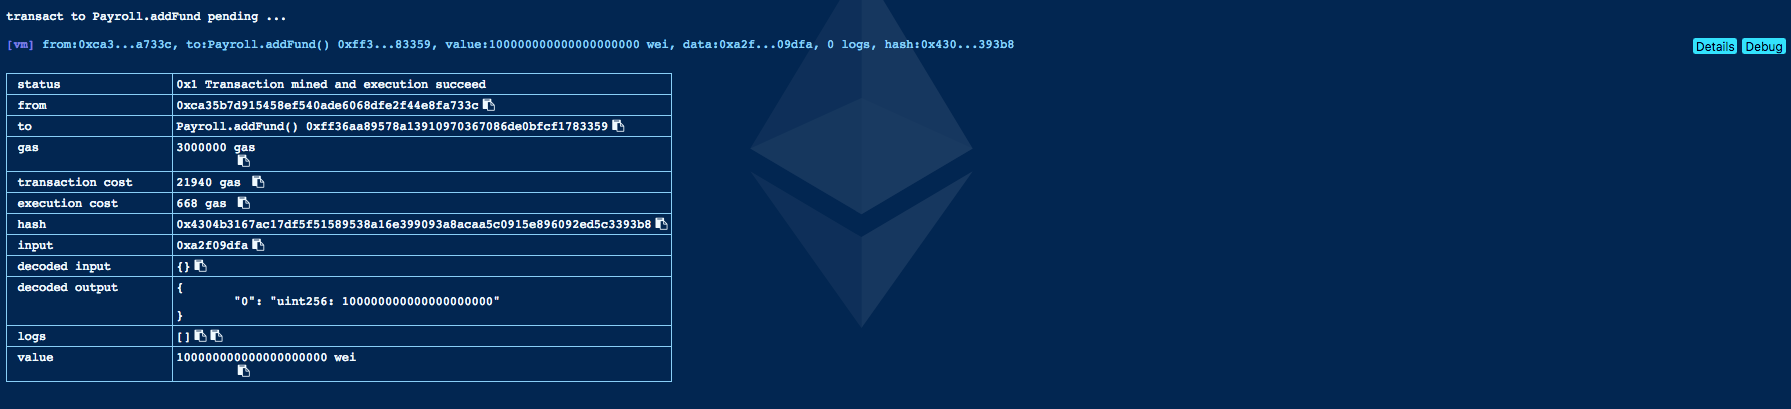 transact to Payroll.addFund pending ...
[vm] from:0xca3...a733c, to:Payroll.addFund() 0xff3...83359, value:100000000000000000000 wei, data:0xa2f...09dfa, 0 logs, hash:0x430...393b8
Details Debug
status 0x1 Transaction mined and execution succeed
from 0xca35b7d915458ef540ade6068dfe2f44e8fa733c
to Payroll.addFund() 0xff36aa89578a13910970367086de0bfcf1783359
gas 3000000 gas
transaction cost 21940 gas
execution cost 668 gas
hash 0x4304b3167ac17df5f51589538a16e399093a8acaa5c0915e896092ed5c3393b8
input 0xa2f09dfa
decoded input {}
decoded output {
"0": "uint256: 100000000000000000000"
}
logs []
value 100000000000000000000 wei